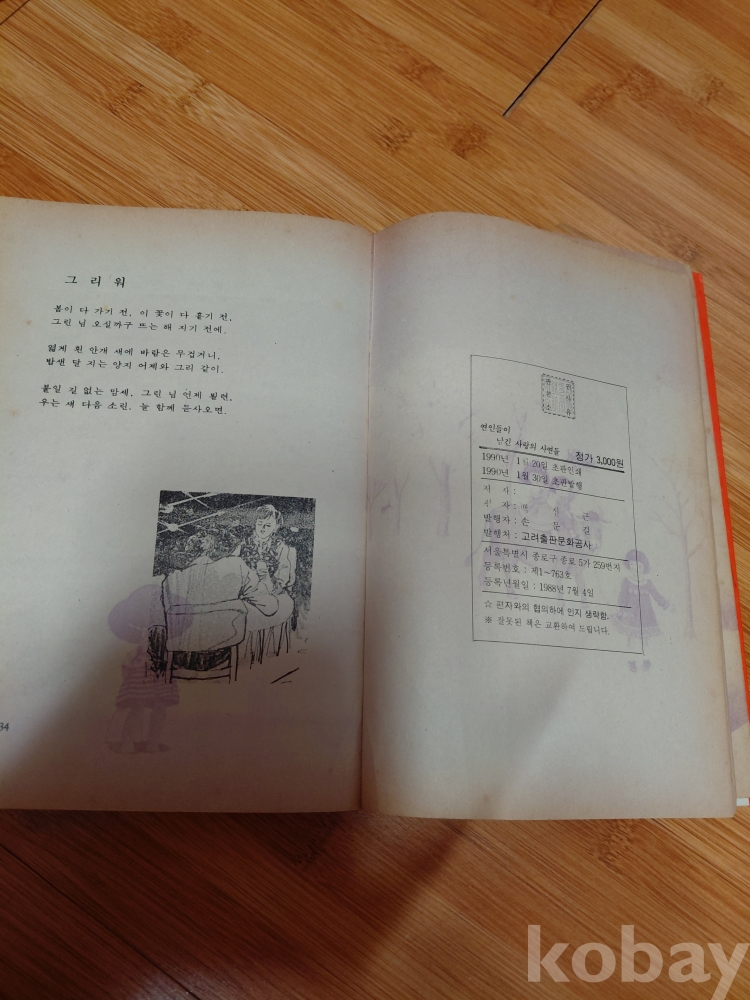 그리워
봄이 다 가기 전, 이 꽃이 다 흩기 전,
그린 님 오실까구 뜨는 해 지기 전에.
엷게 흰 안개 새에 바람은 무겁거니,
밤샌 달 지는 양지 어제와 그리 같이.
붙일 길 없는 맘세, 그린 님 언제 뵐련,
우는 새 다음 소린, 늘 함께 듣사오면.
34
연인들이
남긴 사랑의 사연들 정가 3,000원
1990년 1월 20일 초판인쇄
1990년 1월 30일 초판발행
저 자 :
편 자 :
발행자 : 손 문 길
발행처 : 고려출판문화공사
서울특별시 종로구 종로 5가 259번지
등록번호 : 제1~763호
등록년월일 : 1988년 7월 4일
☆ 편자와의 협의하에 인지 생략함.
※ 잘못된 책은 교환하여 드립니다.
kobay